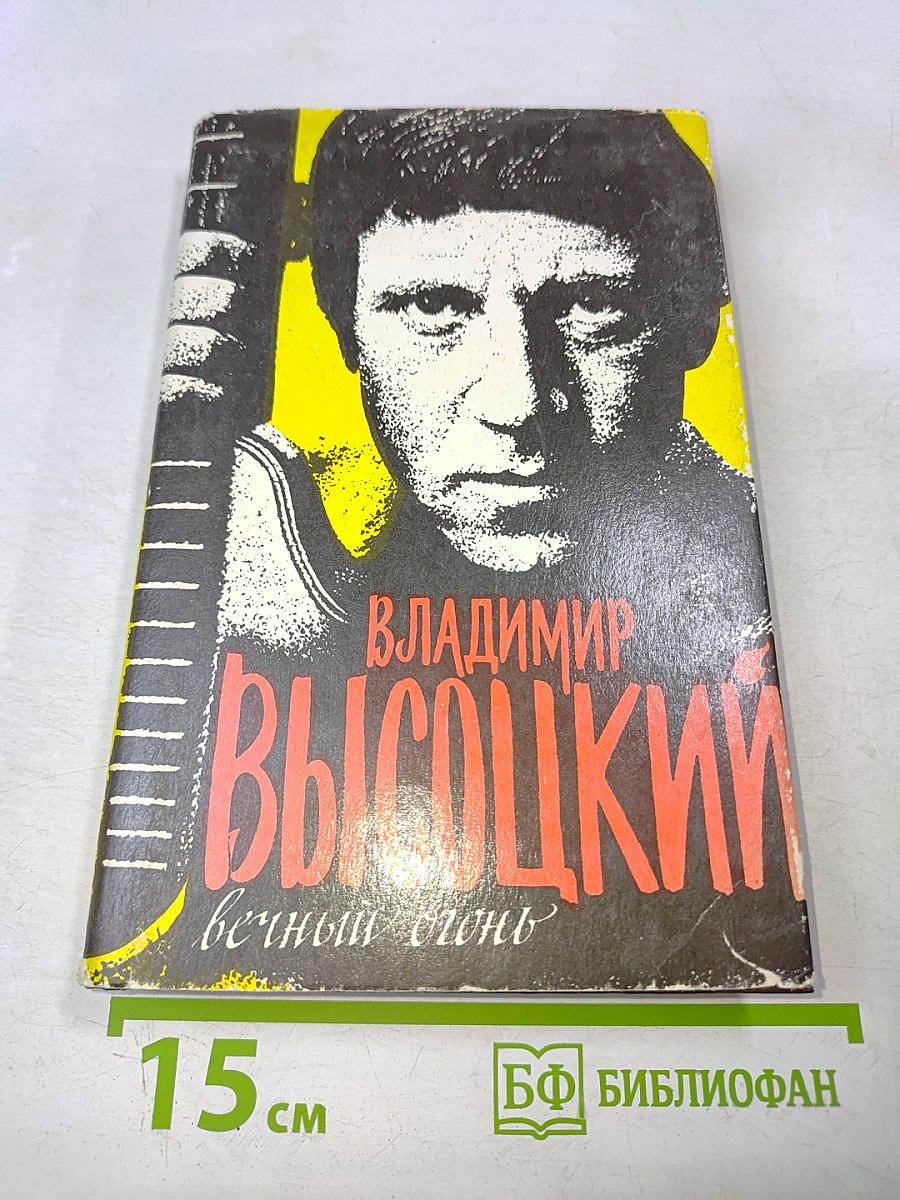 ВЛАДИМИР
ВЫСОЦКИЙ
вечный огонь
15 см
БФ БИБЛИОФАН